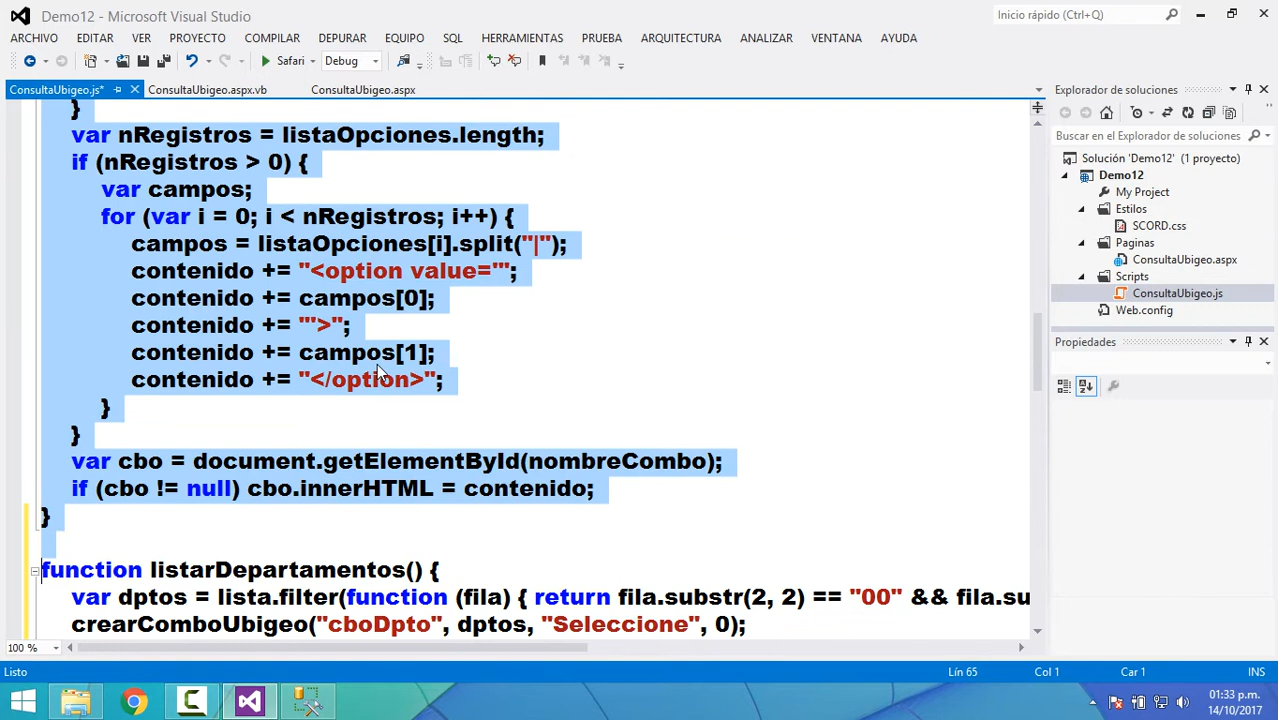 Demo12 - Microsoft Visual Studio
Inicio rápido (Ctrl+Q)
ARCHIVO EDITAR VER PROYECTO COMPILAR DEPURAR EQUIPO SQL HERRAMIENTAS PRUEBA ARQUITECTURA ANALIZAR VENTANA AYUDA
Safari Debug
ConsultaUbigeo.js* ConsultaUbigeo.aspx.vb ConsultaUbigeo.aspx
}
var nRegistros = listaOpciones.length;
if (nRegistros > 0) {
var campos;
for (var i = 0; i < nRegistros; i++) {
campos = listaOpciones[i].split("|");
contenido += "<option value='";
contenido += campos[0];
contenido += "'>";
contenido += campos[1];
contenido += "</option>";
}
}
var cbo = document.getElementById(nombreCombo);
if (cbo != null) cbo.innerHTML = contenido;
}
function listarDepartamentos() {
var dptos = lista.filter(function (fila) { return fila.substr(2, 2) == "00" && fila.su
crearComboUbigeo("cboDpto", dptos, "Seleccione", 0);
100 %
Explorador de soluciones
Buscar en el Explorador de soluciones
Solución 'Demo12' (1 proyecto)
Demo12
My Project
Estilos
SCORD.css
Paginas
ConsultaUbigeo.aspx
Scripts
ConsultaUbigeo.js
Web.config
Propiedades
Listo Lín 65 Col 1 Car 1 INS
01:33 p.m.
14/10/2017